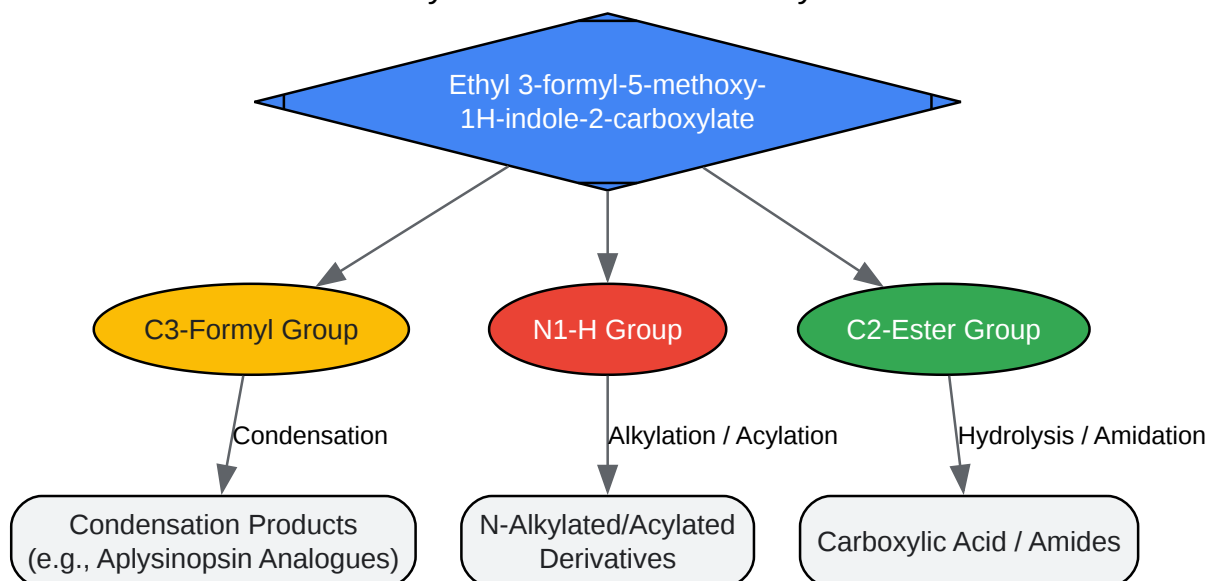 Ethyl 3-formyl-5-methoxy-
1H-indole-2-carboxylate
C3-Formyl Group
N1-H Group
C2-Ester Group
Condensation
Alkylation / Acylation
Hydrolysis / Amidation
Condensation Products
(e.g., Aplysinopsin Analogues)
N-Alkylated/Acylated
Derivatives
Carboxylic Acid / Amides